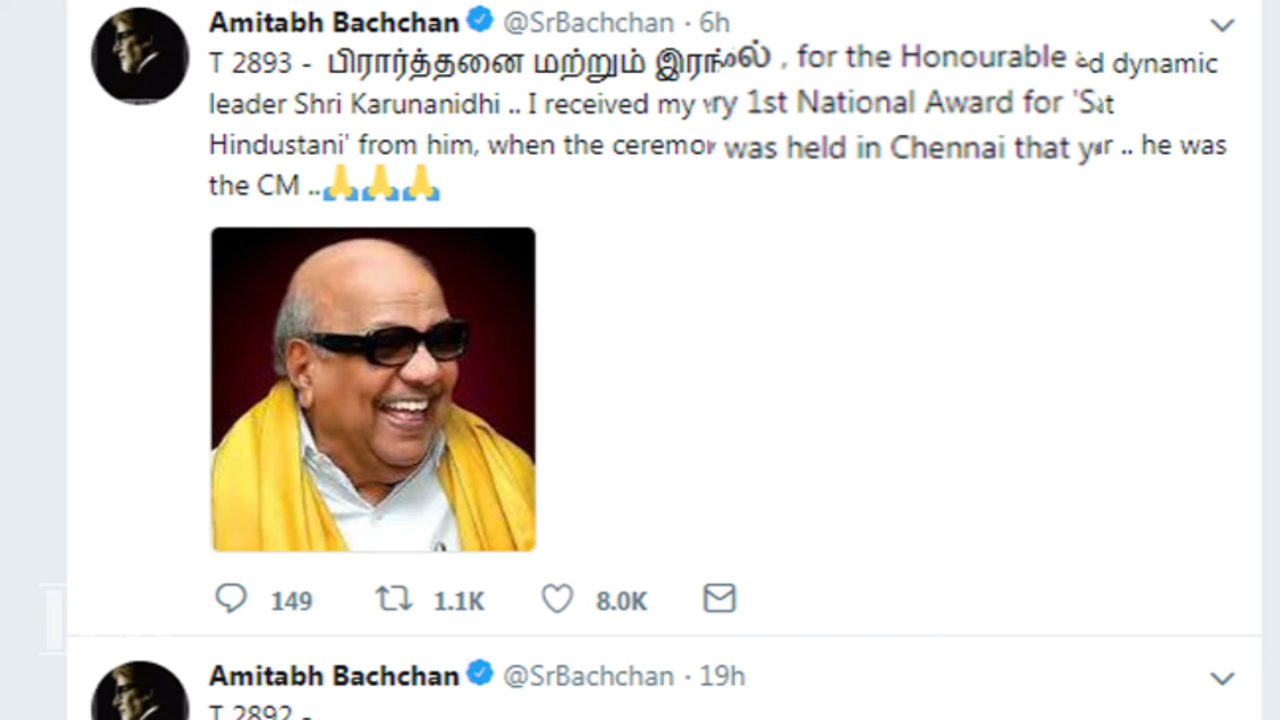 Amitabh Bachchan @SrBachchan · 6h
T 2893 - பிரார்த்தனை மற்றும் , for the Honourable dynamic
leader Shri Karunanidhi .. I received my 1st National Award for
Hindustani' from him, when the was held in Chennai that .. he was
the CM ..🙏🙏🙏
149 1.1K 8.0K
Amitabh Bachchan @SrBachchan · 19h
T 2892 -